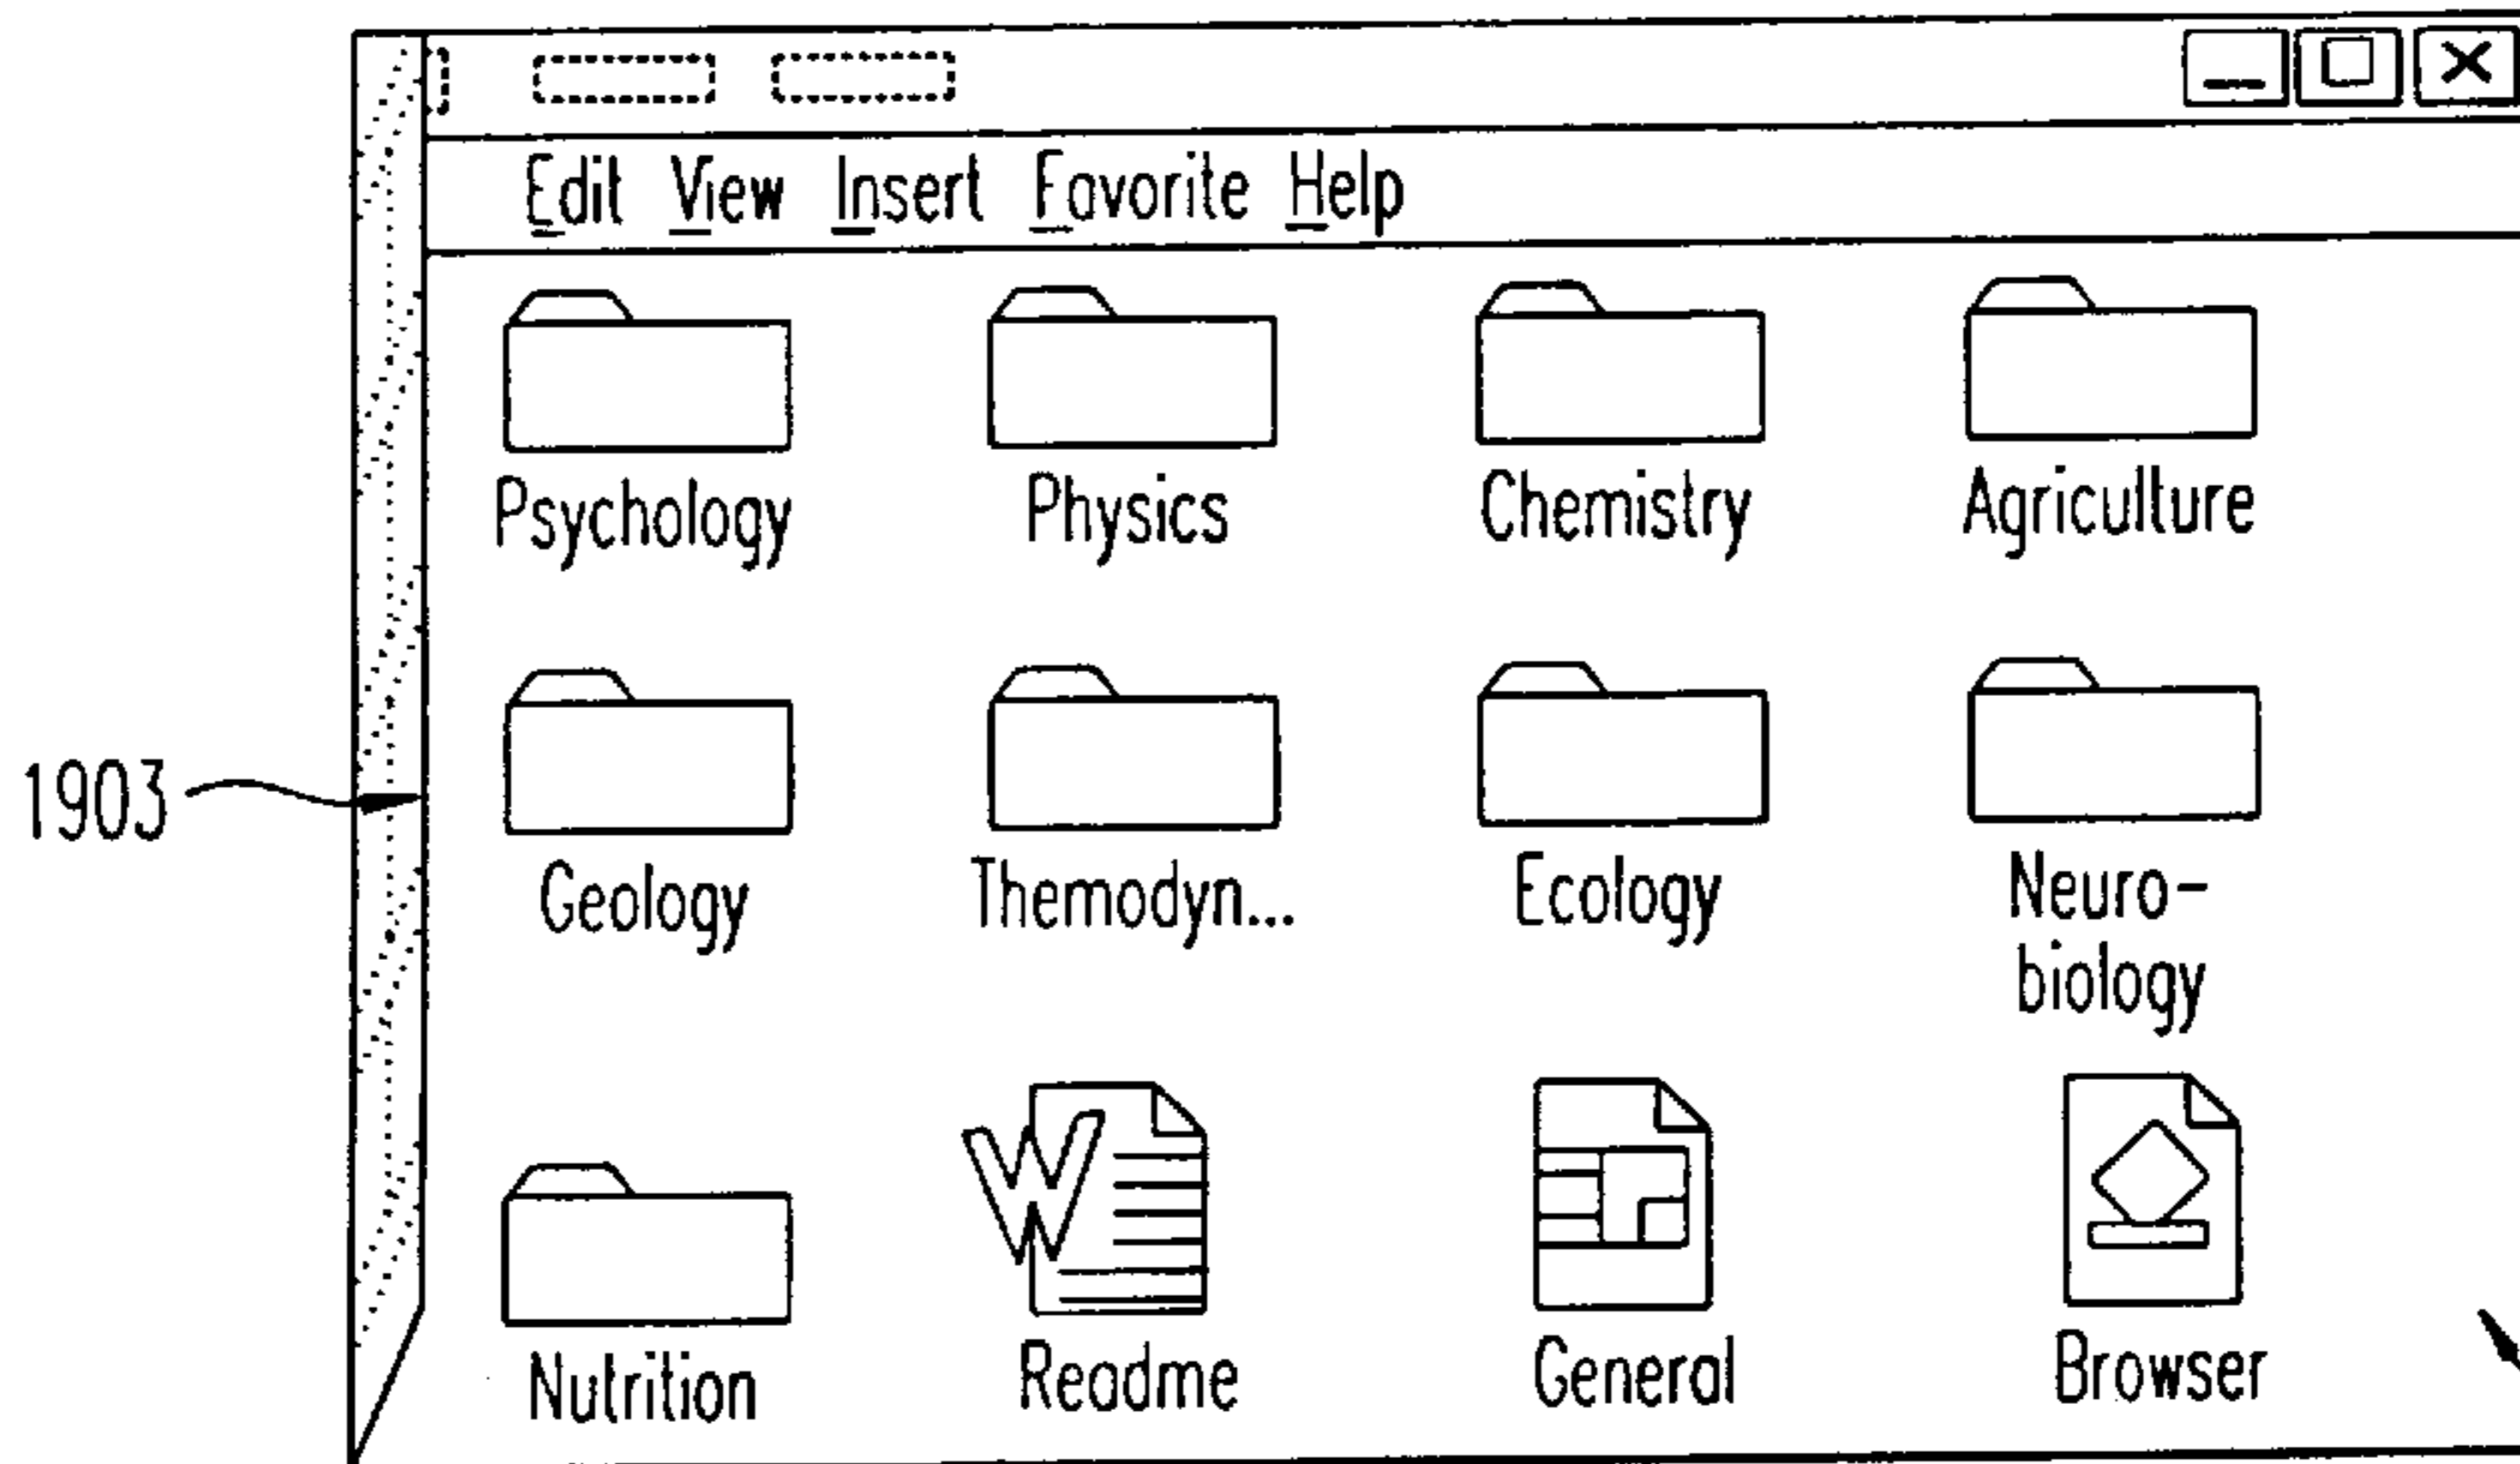 Edit View Insert Favorite Help
Psychology Physics Chemistry Agriculture
1903
Geology Themodyn... Ecology Neuro-
biology
W
Nutrition Readme General Browser